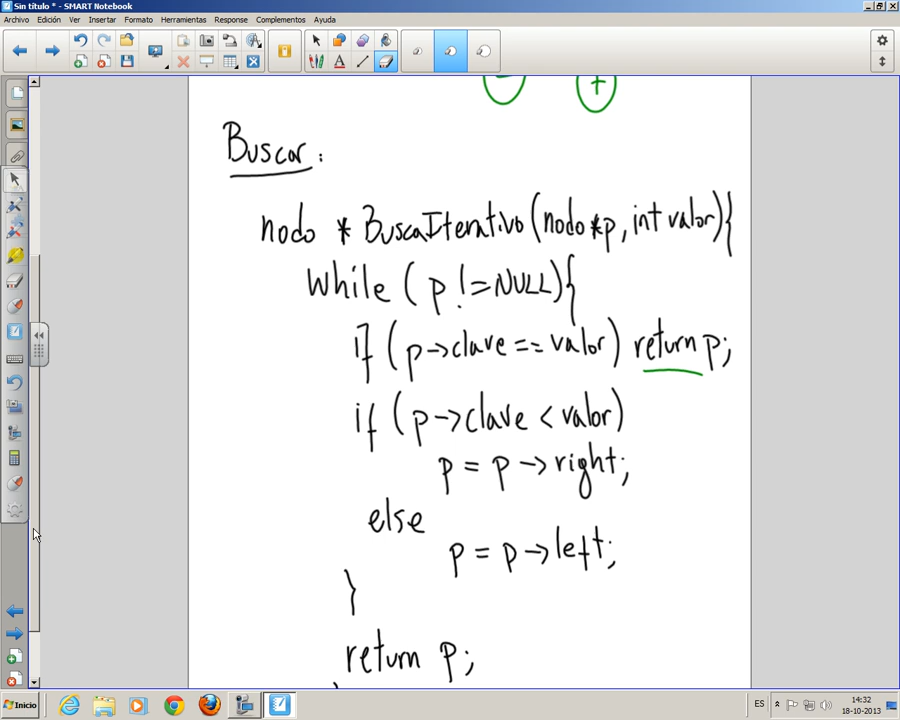 Sin título * - SMART Notebook
Archivo Edición Ver Insertar Formato Herramientas Response Complementos Ayuda
- +
Buscar:
nodo * BuscaIterativo(nodo*p, int valor){
While ( p != NULL){
if (p->clave == valor) return p;
if (p->clave < valor)
p = p -> right;
else
p = p -> left;
}
return p;
Inicio
ES
14:32
18-10-2013